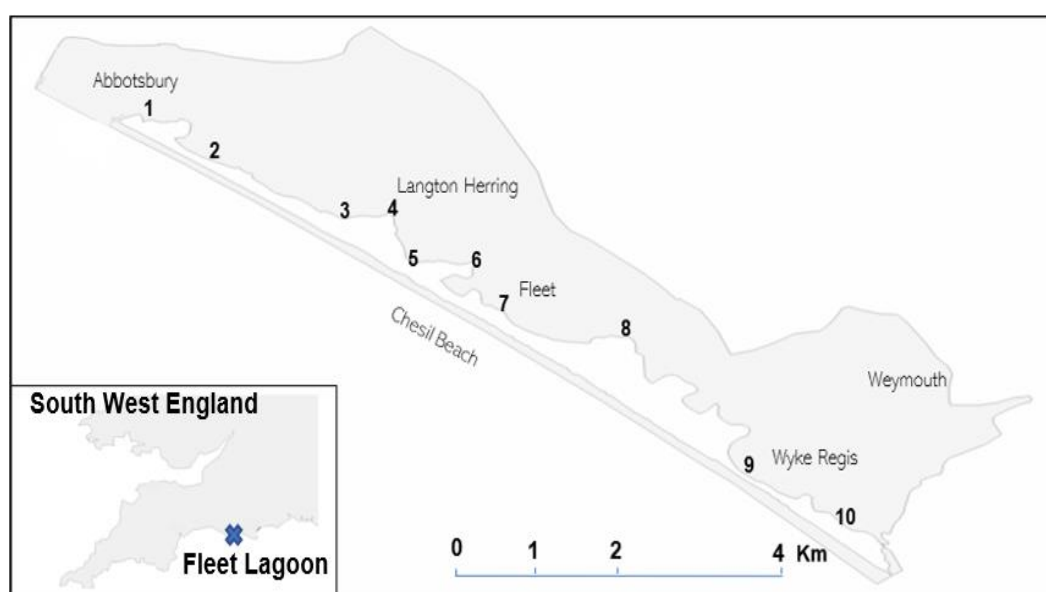 Abbotsbury
1
2
Langton Herring
3
4
5
6
Fleet
7
8
Chesil Beach
Weymouth
Wyke Regis
9
10
South West England
Fleet Lagoon
0 1 2 4 Km